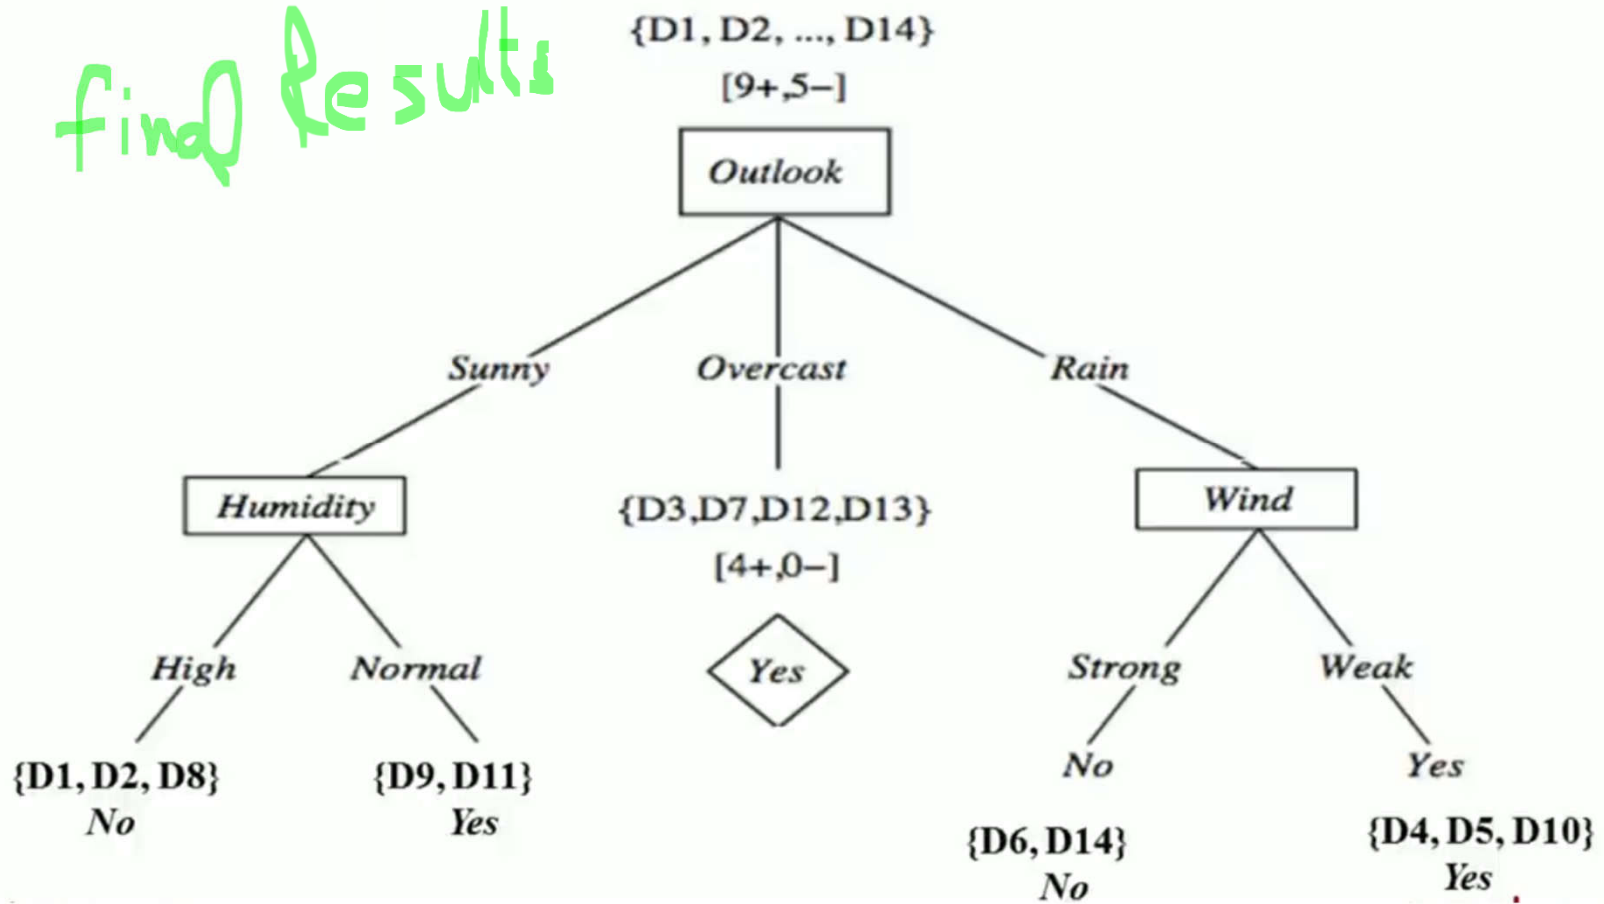 final Results
{D1, D2, ..., D14}
[9+,5−]
Outlook
Sunny
Overcast
Rain
Humidity
{D3,D7,D12,D13}
[4+,0−]
Wind
High
Normal
Yes
Strong
Weak
No
Yes
{D1, D2, D8}
No
{D9, D11}
Yes
{D6, D14}
No
{D4, D5, D10}
Yes